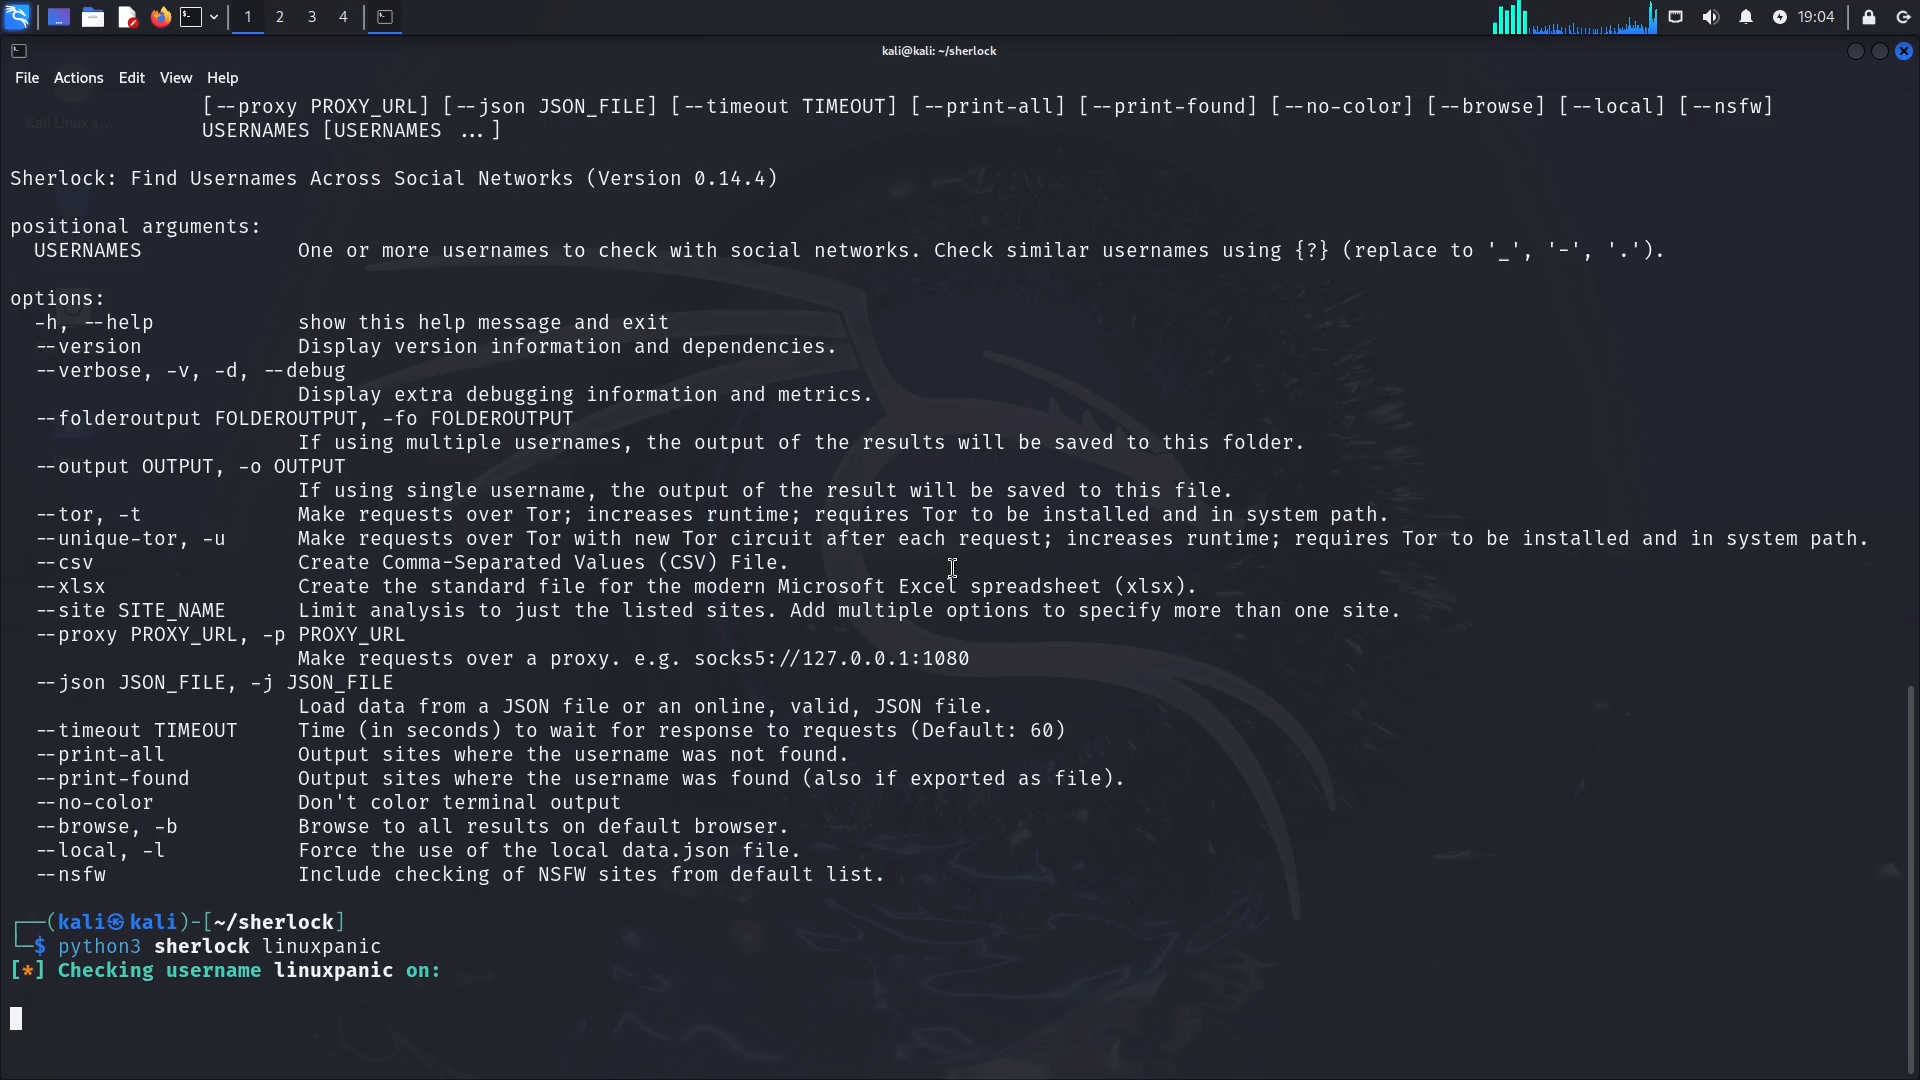 1 2 3 4 19:04
kali@kali: ~/sherlock
File Actions Edit View Help
[--proxy PROXY_URL] [--json JSON_FILE] [--timeout TIMEOUT] [--print-all] [--print-found] [--no-color] [--browse] [--local] [--nsfw]
USERNAMES [USERNAMES ...]
Sherlock: Find Usernames Across Social Networks (Version 0.14.4)
positional arguments:
USERNAMES One or more usernames to check with social networks. Check similar usernames using {?} (replace to '_', '-', '.').
options:
-h, --help show this help message and exit
--version Display version information and dependencies.
--verbose, -v, -d, --debug
Display extra debugging information and metrics.
--folderoutput FOLDEROUTPUT, -fo FOLDEROUTPUT
If using multiple usernames, the output of the results will be saved to this folder.
--output OUTPUT, -o OUTPUT
If using single username, the output of the result will be saved to this file.
--tor, -t Make requests over Tor; increases runtime; requires Tor to be installed and in system path.
--unique-tor, -u Make requests over Tor with new Tor circuit after each request; increases runtime; requires Tor to be installed and in system path.
--csv Create Comma-Separated Values (CSV) File.
--xlsx Create the standard file for the modern Microsoft Excel spreadsheet (xlsx).
--site SITE_NAME Limit analysis to just the listed sites. Add multiple options to specify more than one site.
--proxy PROXY_URL, -p PROXY_URL
Make requests over a proxy. e.g. socks5://127.0.0.1:1080
--json JSON_FILE, -j JSON_FILE
Load data from a JSON file or an online, valid, JSON file.
--timeout TIMEOUT Time (in seconds) to wait for response to requests (Default: 60)
--print-all Output sites where the username was not found.
--print-found Output sites where the username was found (also if exported as file).
--no-color Don't color terminal output
--browse, -b Browse to all results on default browser.
--local, -l Force the use of the local data.json file.
--nsfw Include checking of NSFW sites from default list.
┌──(kali㉿kali)-[~/sherlock]
└─$ python3 sherlock linuxpanic
[*] Checking username linuxpanic on: